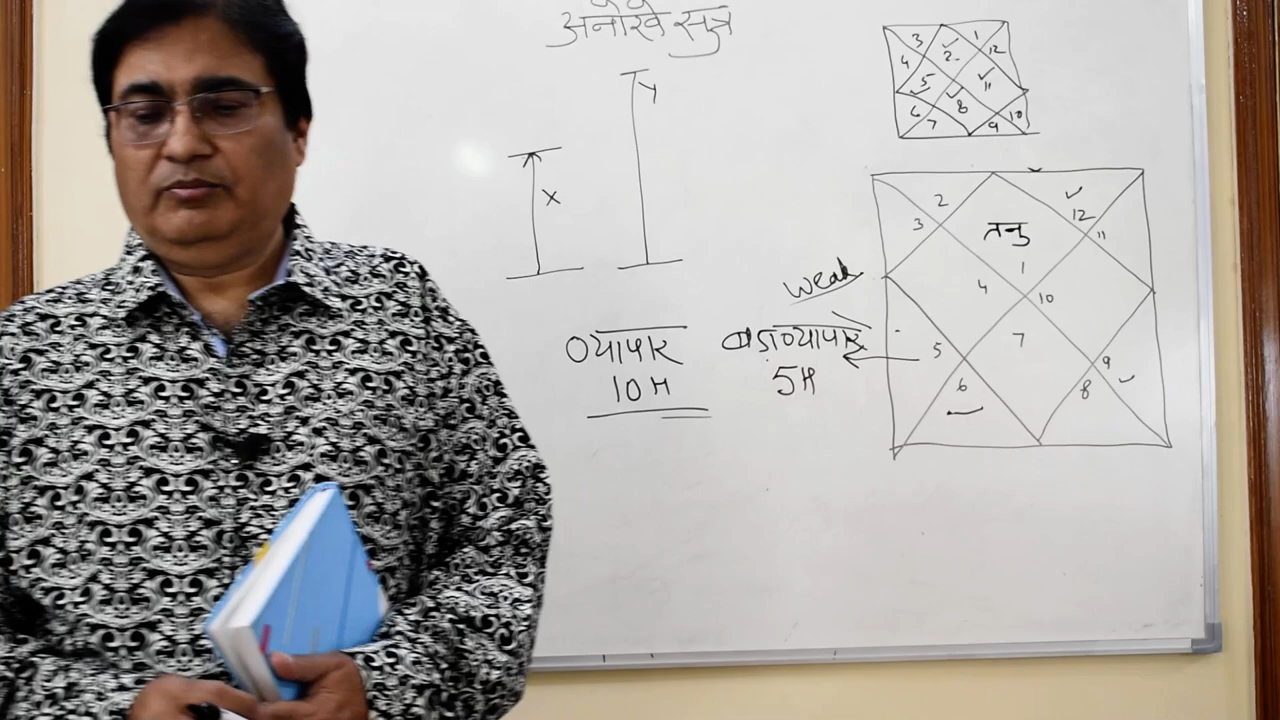 अनोखे सूत्र
3 2 1 12
4 5 11
6 7 8 9 10
Y
X
2 12
3 तनु 11
1
4 10
weak
व्यापार बड़ा व्यापार
10H 5H
5 7 9
6 8